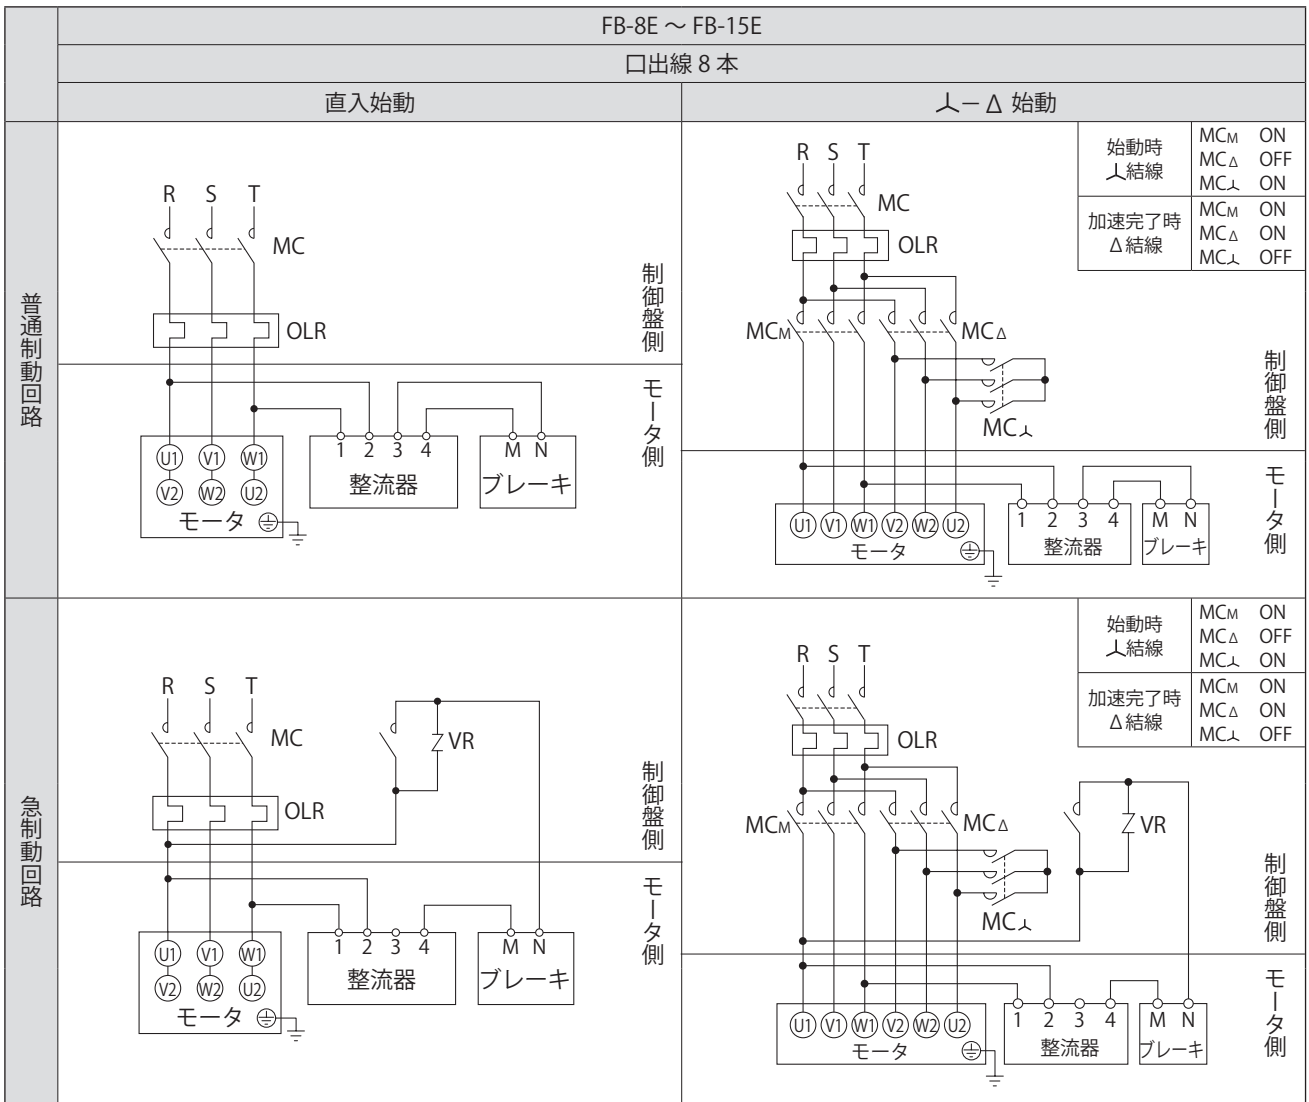 FB-8E ～ FB-15E
口出線 8 本
直入始動
人－Δ 始動
普通制動回路
R S T
MC
OLR
制御盤側
モータ側
1 2 3 4
M N
U1 V1 W1
V2 W2 U2
モータ
整流器
ブレーキ
始動時
人結線
MCM ON
MCΔ OFF
MC人 ON
加速完了時
Δ結線
MCM ON
MCΔ ON
MC人 OFF
R S T
MC
OLR
MCM
MCΔ
MC人
制御盤側
モータ側
U1 V1 W1 V2 W2 U2
1 2 3 4
M N
モータ
整流器
ブレーキ
急制動回路
R S T
MC
VR
OLR
制御盤側
モータ側
1 2 3 4
M N
U1 V1 W1
V2 W2 U2
モータ
整流器
ブレーキ
始動時
人結線
MCM ON
MCΔ OFF
MC人 ON
加速完了時
Δ結線
MCM ON
MCΔ ON
MC人 OFF
R S T
OLR
MCM
MCΔ
VR
MC人
制御盤側
モータ側
U1 V1 W1 V2 W2 U2
1 2 3 4
M N
モータ
整流器
ブレーキ